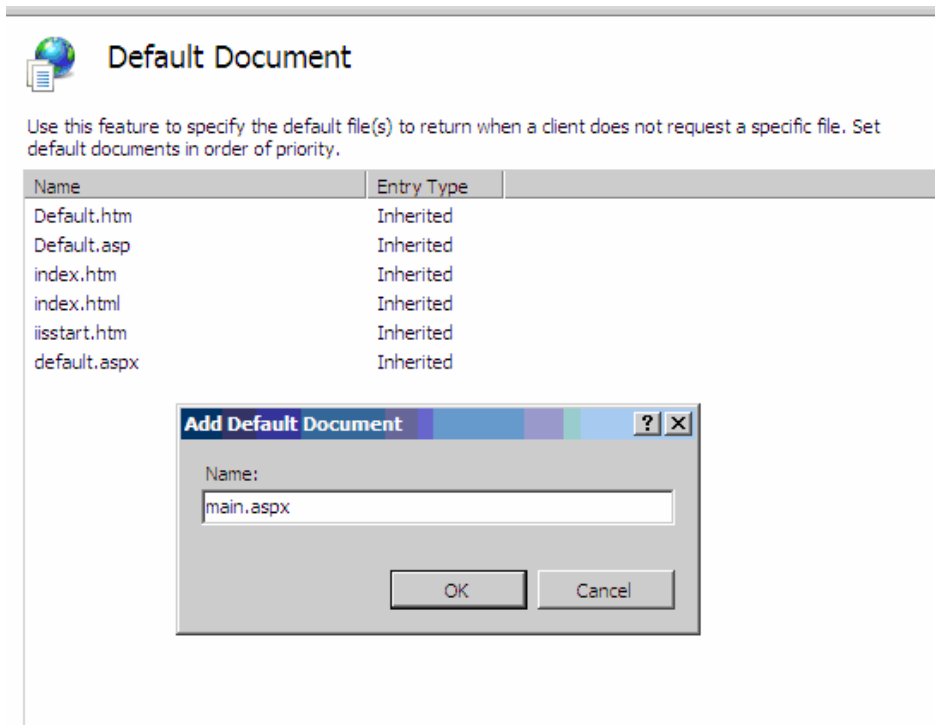 Default Document
Use this feature to specify the default file(s) to return when a client does not request a specific file. Set
default documents in order of priority.
Name Entry Type
Default.htm Inherited
Default.asp Inherited
index.htm Inherited
index.html Inherited
iisstart.htm Inherited
default.aspx Inherited
Add Default Document ? X
Name:
main.aspx
OK Cancel